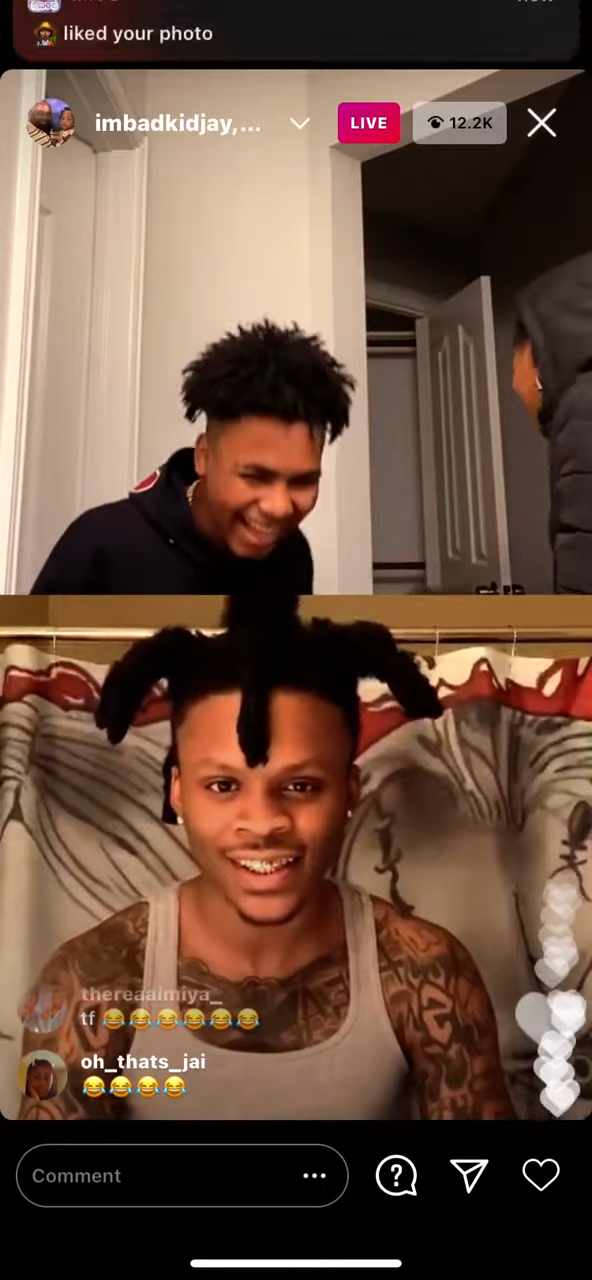 liked your photo
imbadkidjay,...
LIVE
12.2K
thereaalmiya_
tf 😂😂😂😂😂😂
oh_thats_jai
😂😂😂😂
Comment